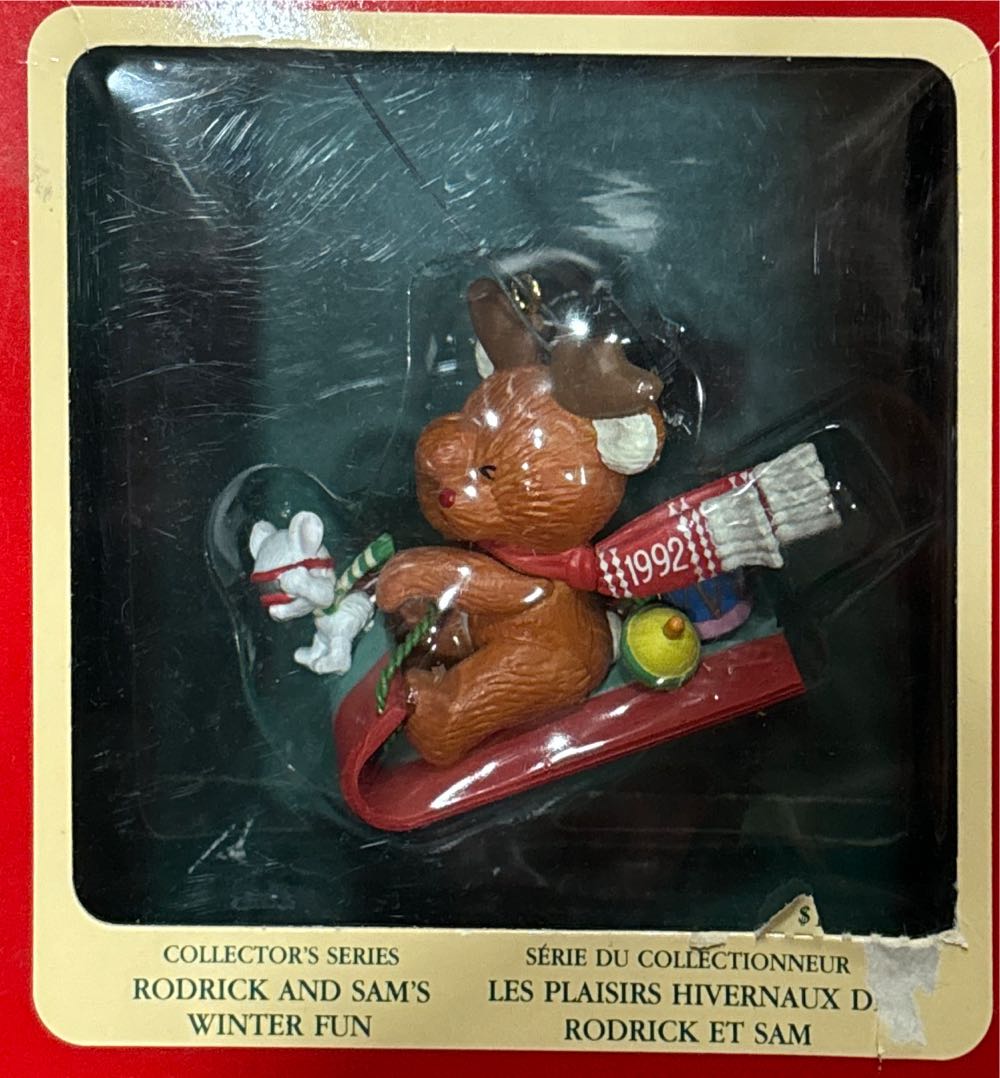 1992
$
COLLECTOR'S SERIES
RODRICK AND SAM'S
WINTER FUN
SÉRIE DU COLLECTIONNEUR
LES PLAISIRS HIVERNAUX
RODRICK ET SAM